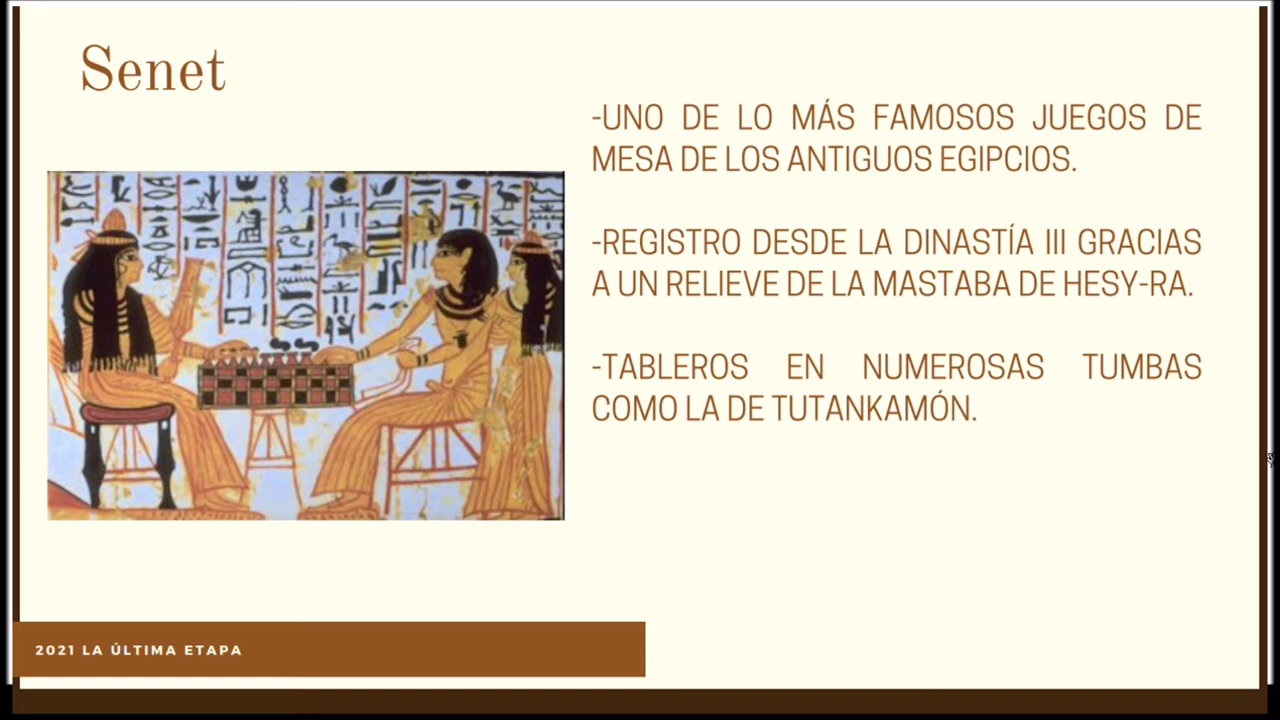 Senet
-UNO DE LO MÁS FAMOSOS JUEGOS DE
MESA DE LOS ANTIGUOS EGIPCIOS.
-REGISTRO DESDE LA DINASTÍA III GRACIAS
A UN RELIEVE DE LA MASTABA DE HESY-RA.
-TABLEROS EN NUMEROSAS TUMBAS
COMO LA DE TUTANKAMÓN.
2021 LA ÚLTIMA ETAPA